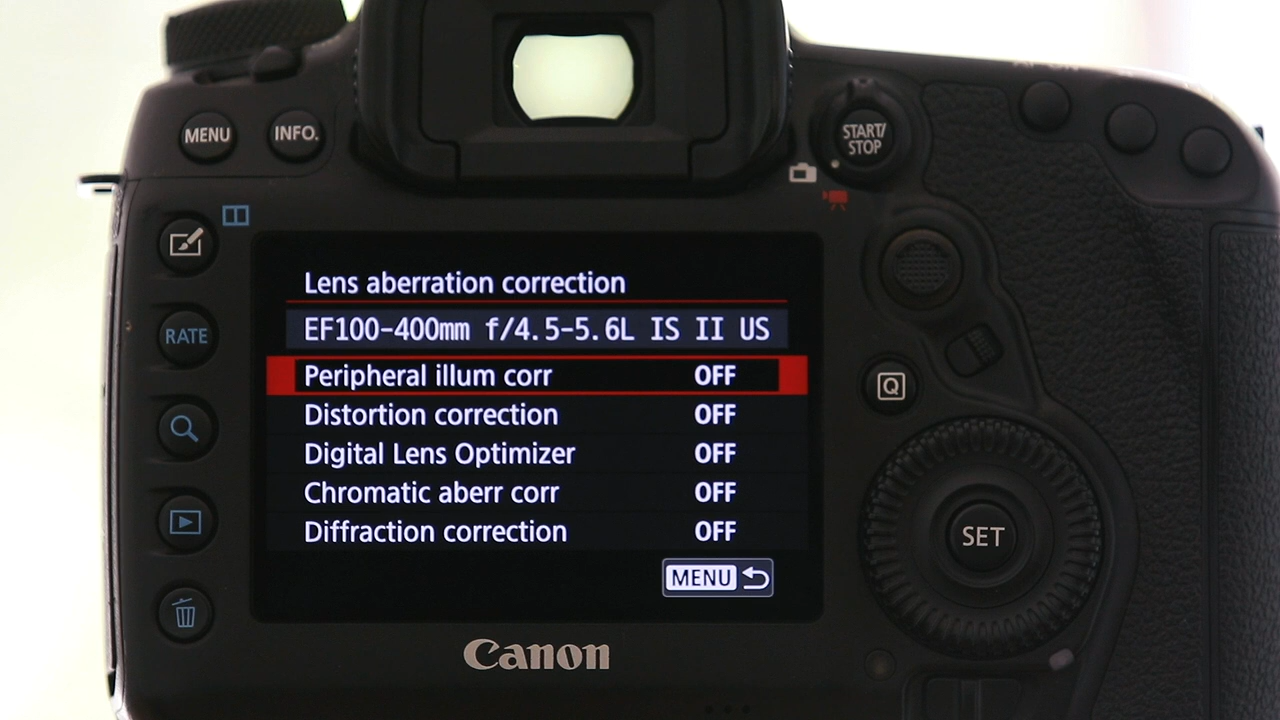 MENU
INFO.
START/
STOP
RATE
Lens aberration correction
EF100-400mm f/4.5-5.6L IS II US
Peripheral illum corr OFF
Distortion correction OFF
Digital Lens Optimizer OFF
Chromatic aberr corr OFF
Diffraction correction OFF
MENU
Q
SET
Canon